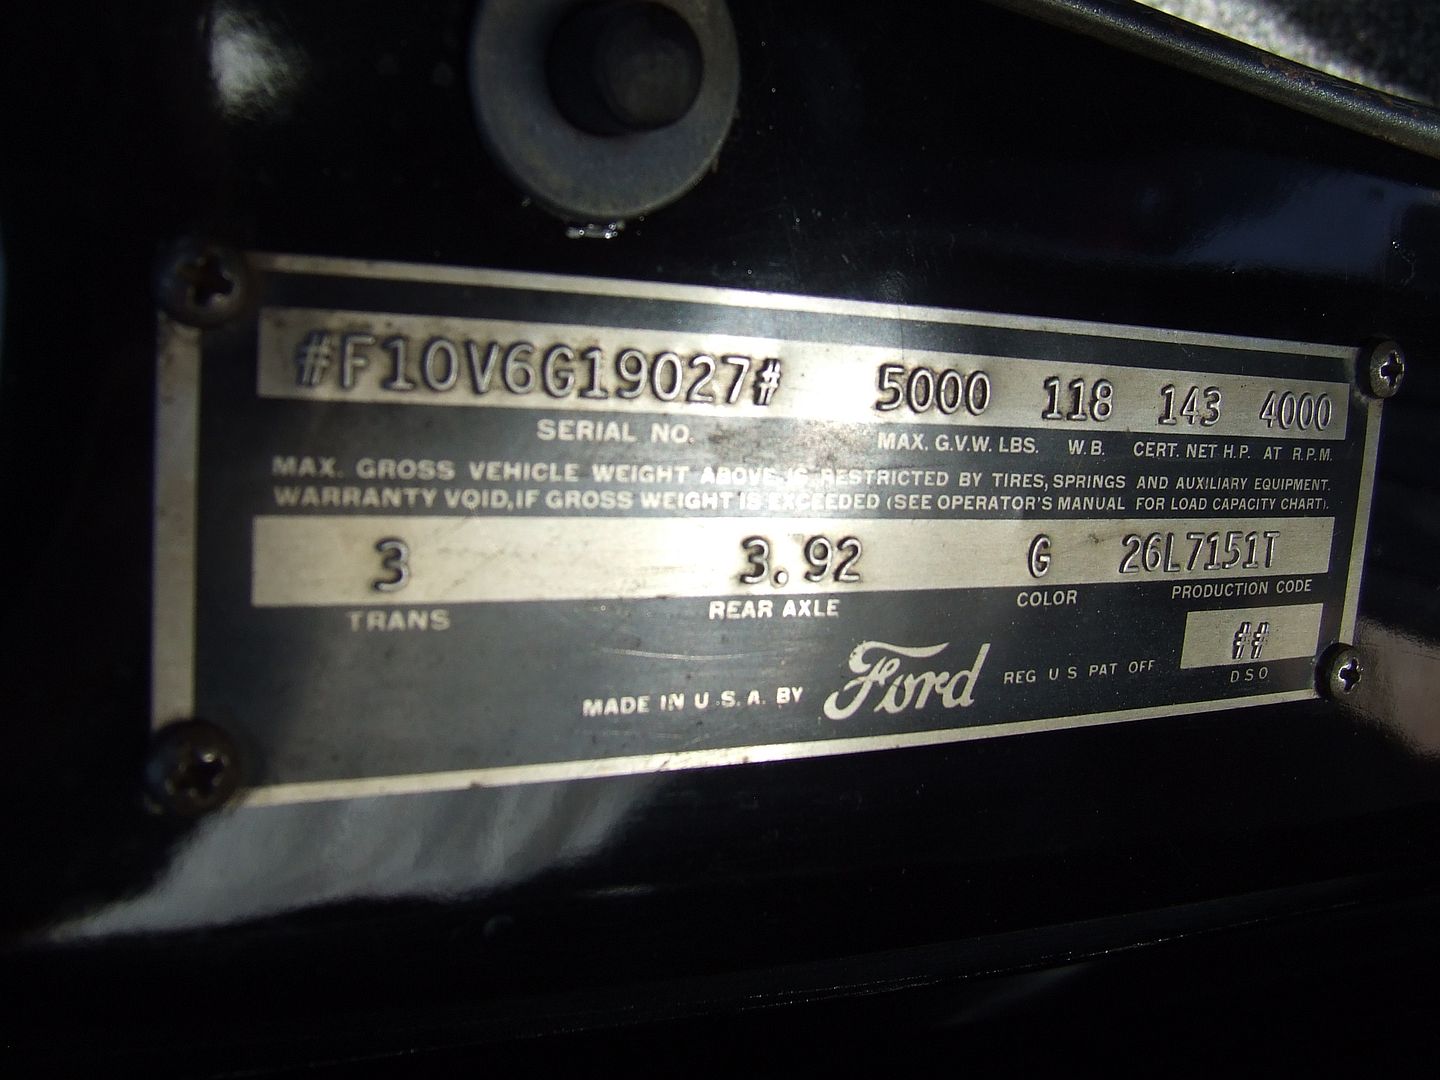 #F10V6G19027# 5000 118 143 4000
SERIAL NO. MAX. G.V.W. LBS. W.B. CERT. NET H.P. AT R.P.M.
MAX. GROSS VEHICLE WEIGHT ABOVE IS RESTRICTED BY TIRES, SPRINGS AND AUXILIARY EQUIPMENT.
WARRANTY VOID, IF GROSS WEIGHT IS EXCEEDED (SEE OPERATOR'S MANUAL FOR LOAD CAPACITY CHART).
3 3.92 G 26L7151T
TRANS REAR AXLE COLOR PRODUCTION CODE
##
MADE IN U.S.A. BY Ford REG U S PAT OFF DSO